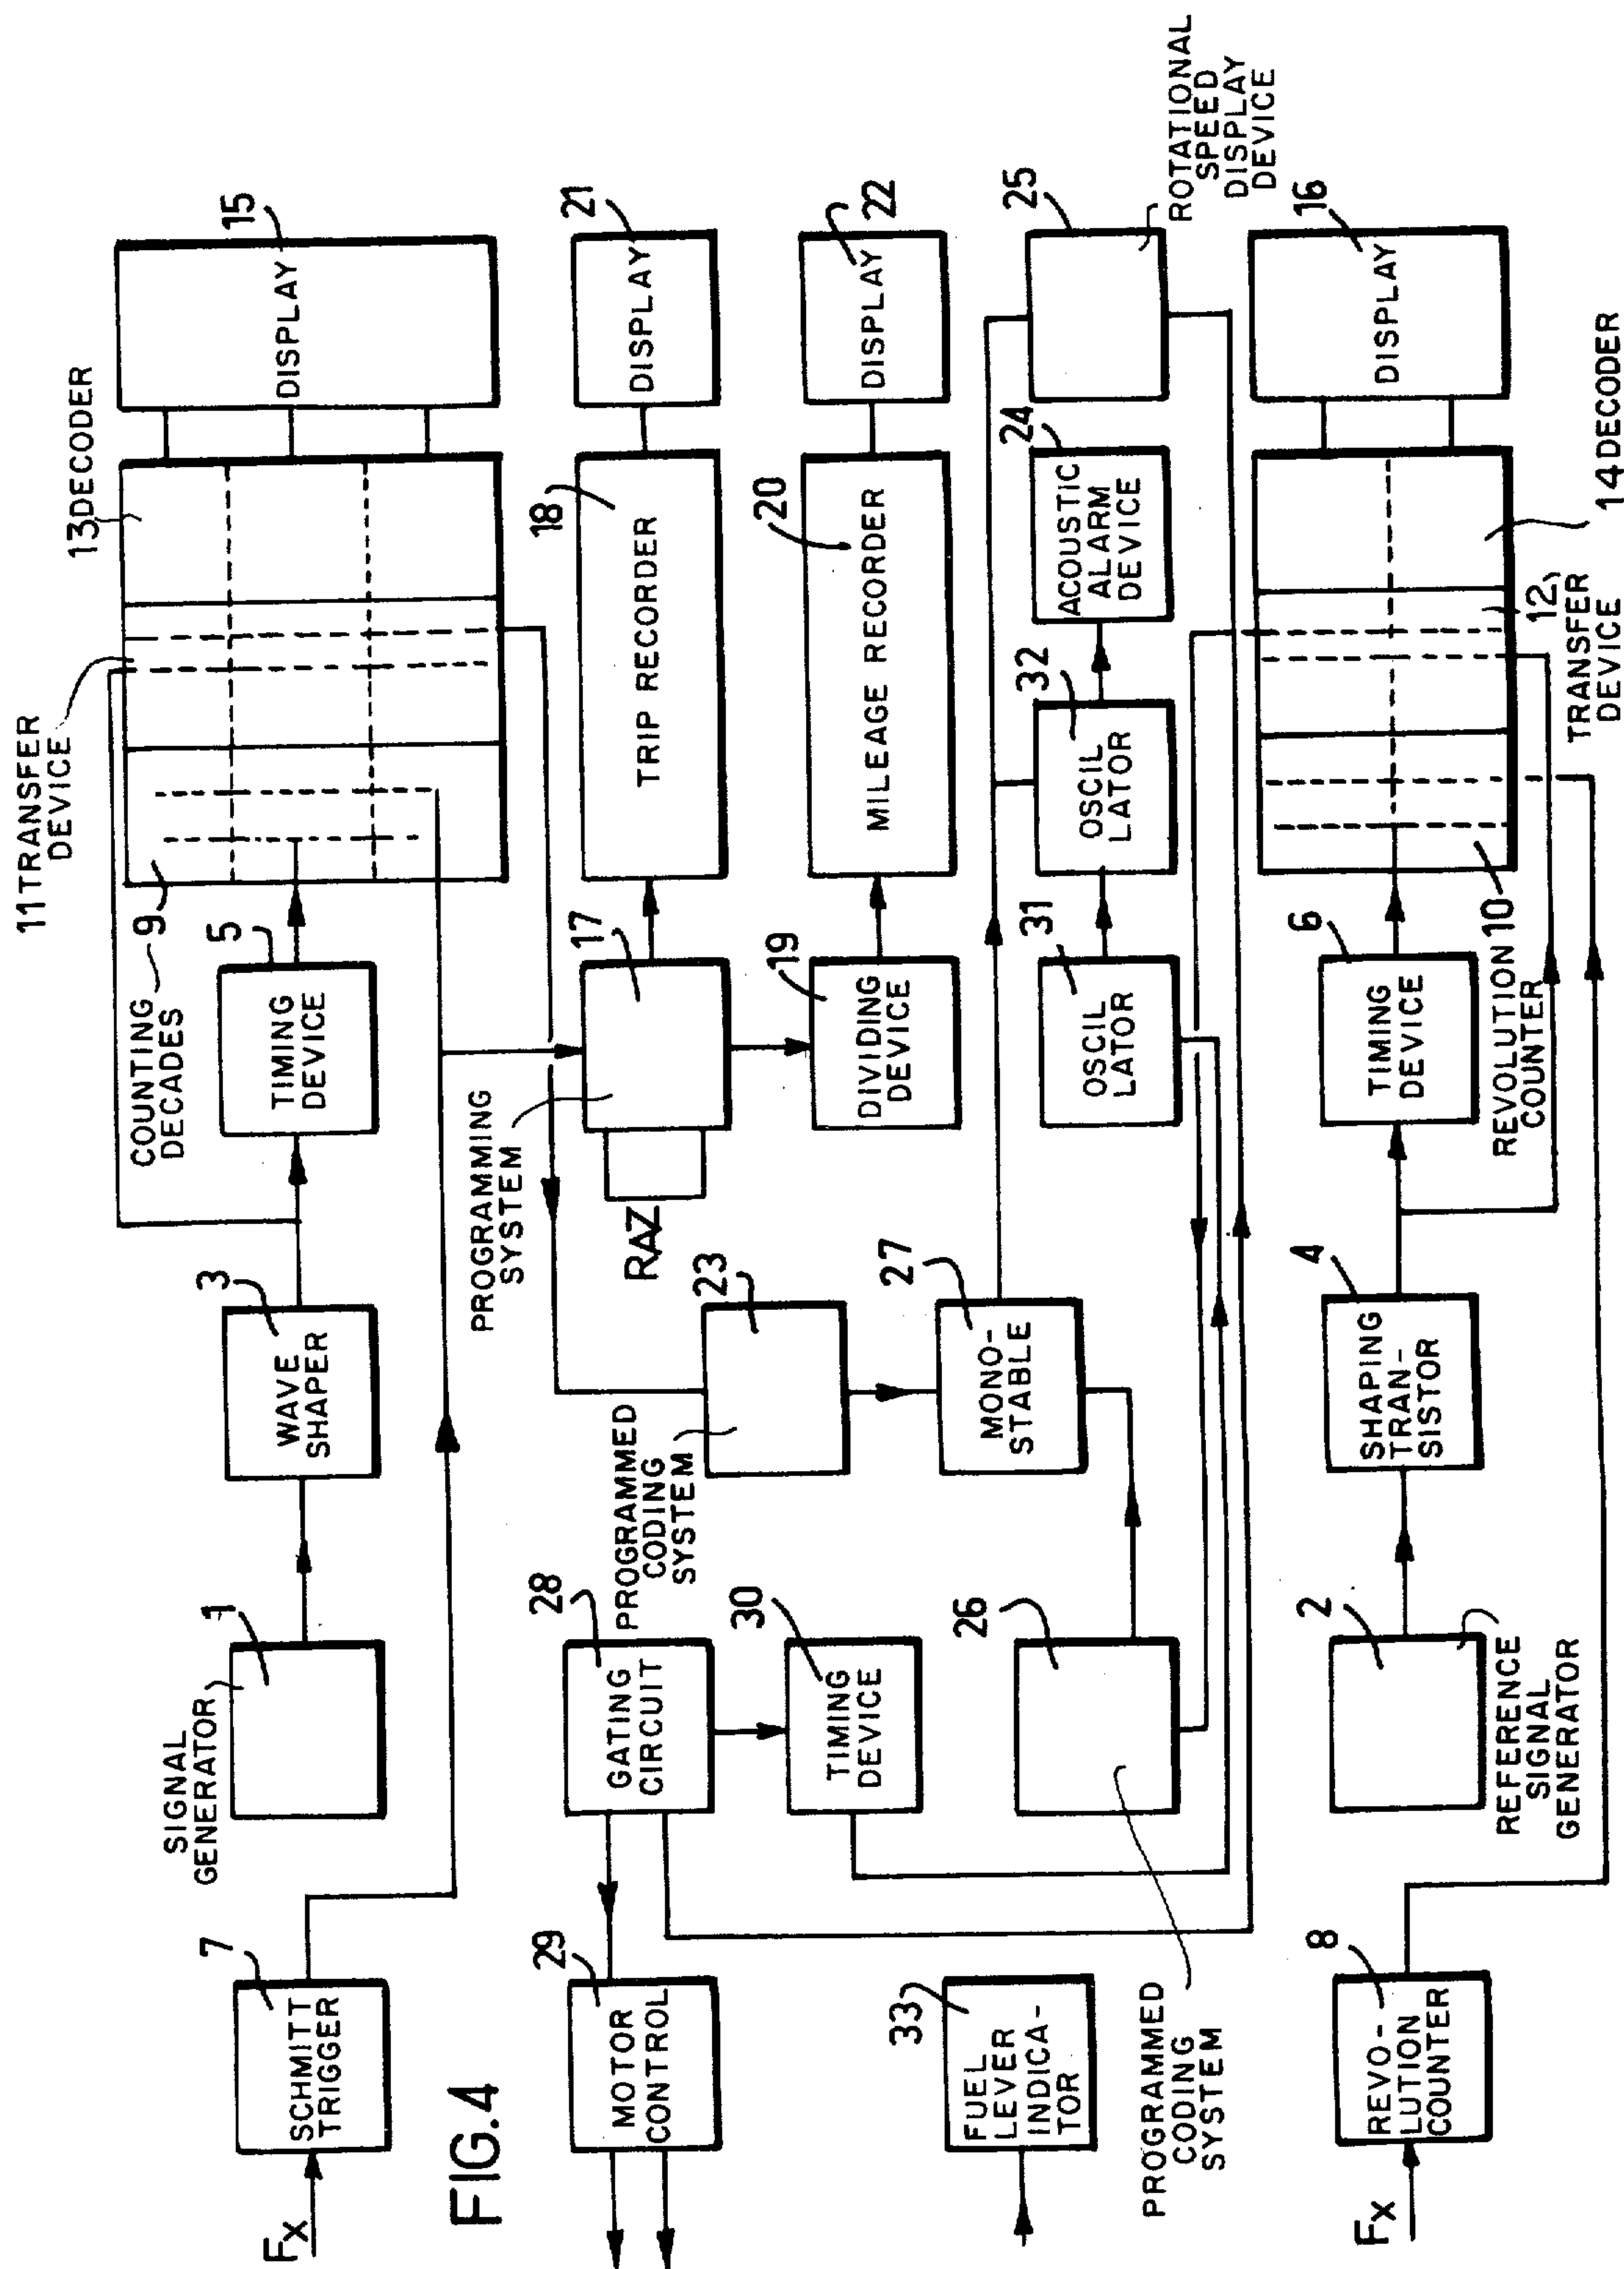 FIG.4
Fx
7
SCHMITT
TRIGGER
SIGNAL
GENERATOR
1
3
WAVE
SHAPER
COUNTING
DECADES
9
5
TIMING
DEVICE
11 TRANSFER
DEVICE
13 DECODER
15
DISPLAY
29
MOTOR
CONTROL
28
GATING
CIRCUIT
30
TIMING
DEVICE
PROGRAMMED
CODING
SYSTEM
23
PROGRAMMING
SYSTEM
RAZ
17
18
TRIP RECORDER
21
DISPLAY
19
DIVIDING
DEVICE
20
MILEAGE RECORDER
22
DISPLAY
27
MONO-
STABLE
26
PROGRAMMED
CODING
SYSTEM
33
FUEL
LEVER
INDICA-
TOR
31
OSCIL
LATOR
32
OSCIL
LATOR
24
ACOUSTIC
ALARM
DEVICE
25
ROTATIONAL
SPEED
DISPLAY
DEVICE
Fx
8
REVO-
LUTION
COUNTER
2
REFERENCE
SIGNAL
GENERATOR
4
SHAPING
TRAN-
SISTOR
6
TIMING
DEVICE
REVOLUTION 10
COUNTER
12
TRANSFER
DEVICE
14 DECODER
16
DISPLAY